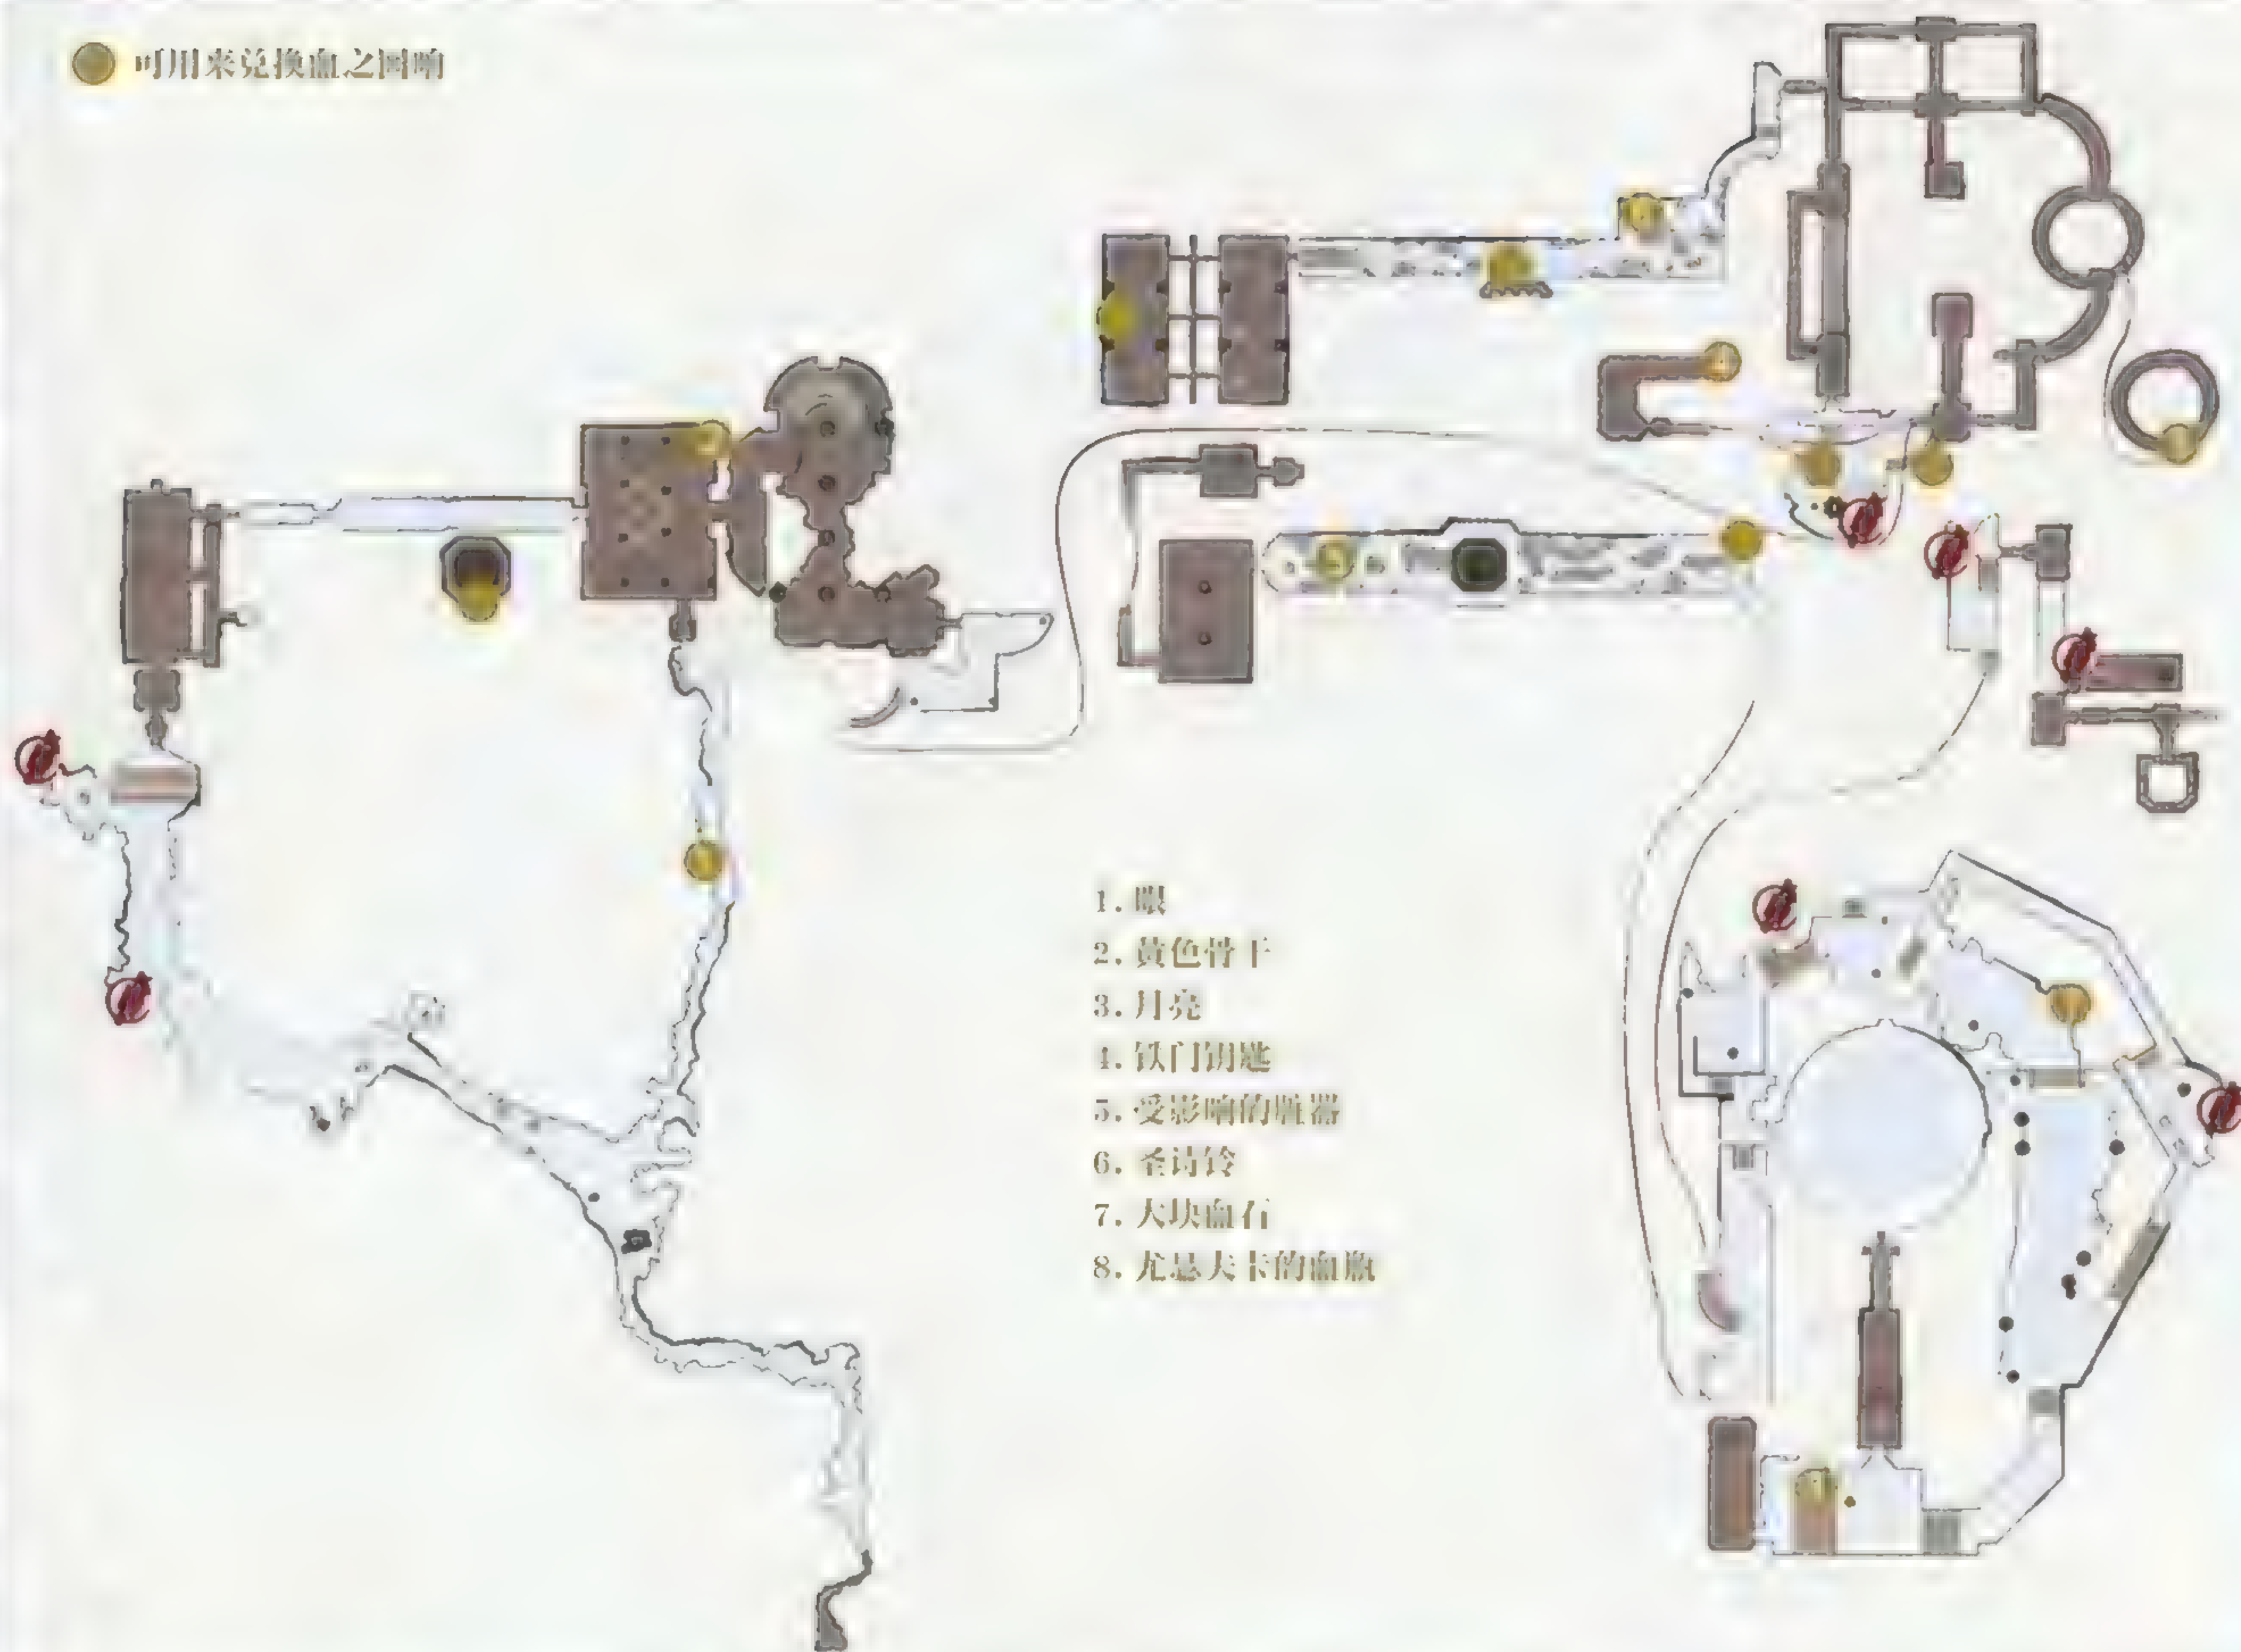 可用来兑换血之回响
1. 眼
2. 黄色骨干
3. 月亮
4. 铁门钥匙
5. 受影响的脏器
6. 圣诗铃
7. 大块血石
8. 尤瑟夫卡的血瓶